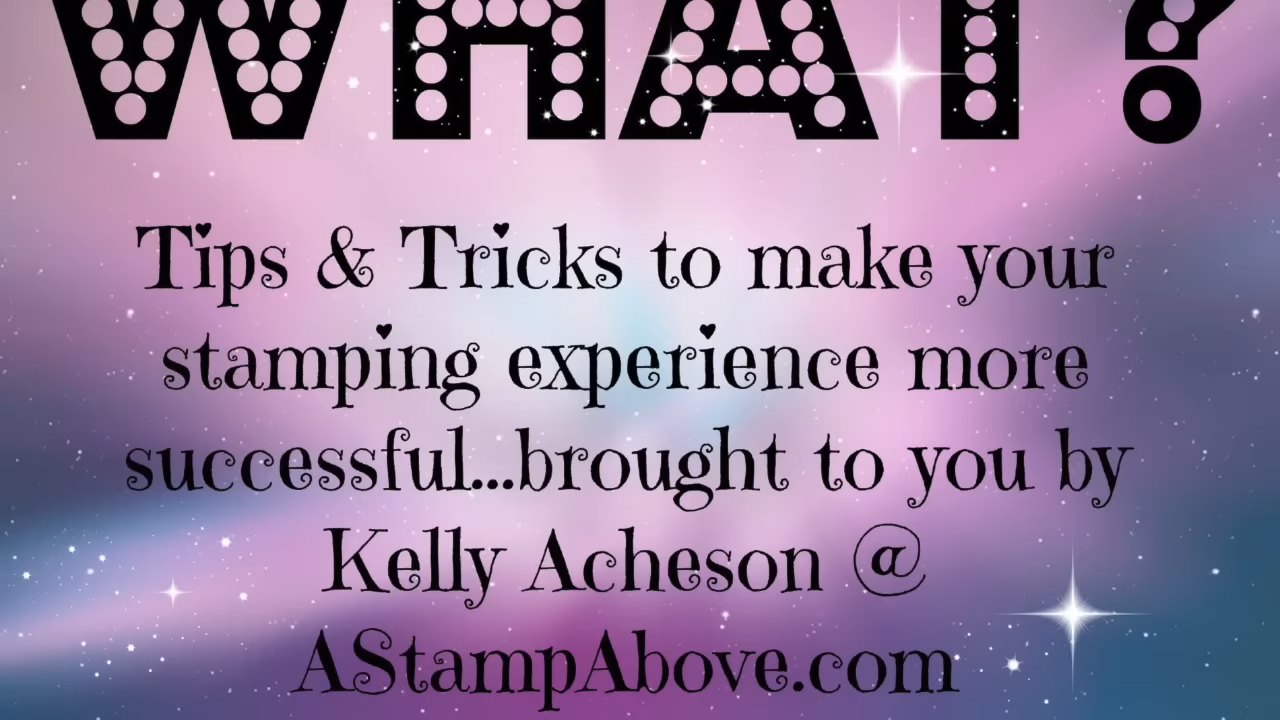 WHAT?
Tips & Tricks to make your
stamping experience more
successful...brought to you by
Kelly Acheson @
AStampAbove.com